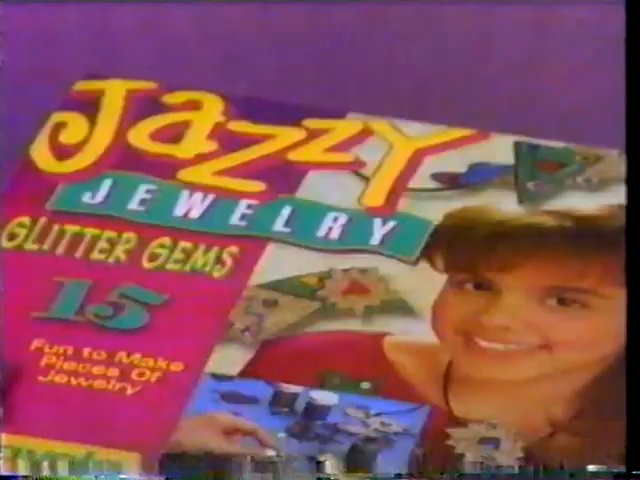 Jazzy
JEWELRY
GLITTER GEMS
15
Fun to Make
Pieces Of
Jewelry